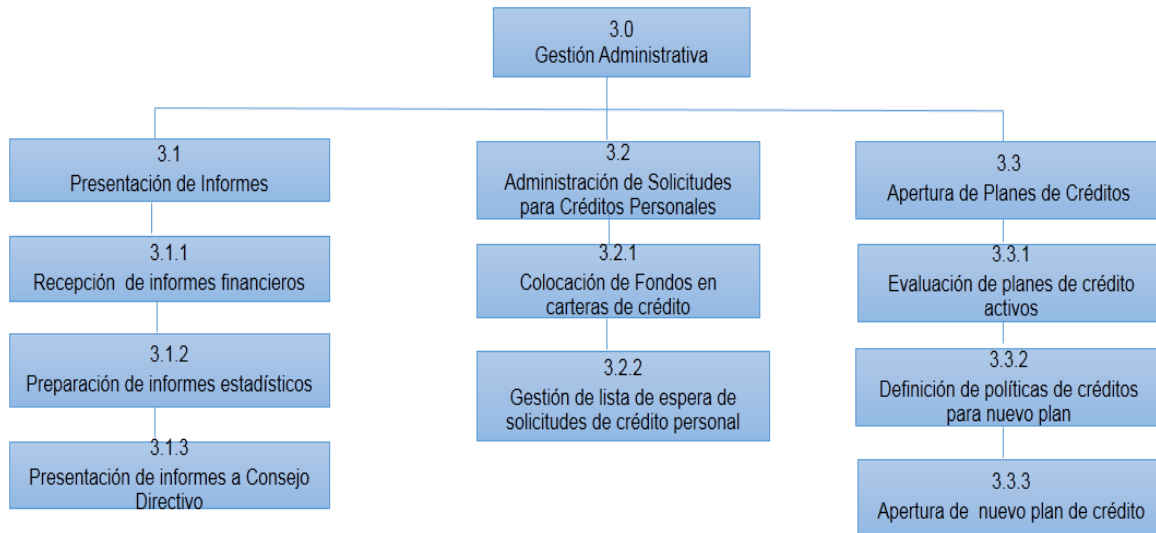 3.0
Gestión Administrativa
3.1
Presentación de Informes
3.1.1
Recepción  de informes financieros
3.1.2
Preparación de informes estadísticos
3.1.3
Presentación de informes a Consejo
Directivo
3.2
Administración de Solicitudes
para Créditos Personales
3.2.1
Colocación de Fondos en
carteras de crédito
3.2.2
Gestión de lista de espera de
solicitudes de crédito personal
3.3
Apertura de Planes de Créditos
3.3.1
Evaluación de planes de crédito
activos
3.3.2
Definición de políticas de créditos
para nuevo plan
3.3.3
Apertura de  nuevo plan de crédito